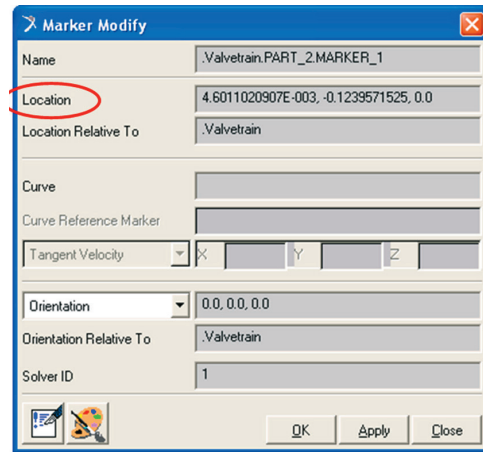 Marker Modify
Name .Valvetrain.PART_2.MARKER_1
Location 4.6011020907E-003, -0.1239571525, 0.0
Location Relative To .Valvetrain
Curve
Curve Reference Marker
Tangent Velocity X Y Z
Orientation 0.0, 0.0, 0.0
Orientation Relative To .Valvetrain
Solver ID 1
OK Apply Close